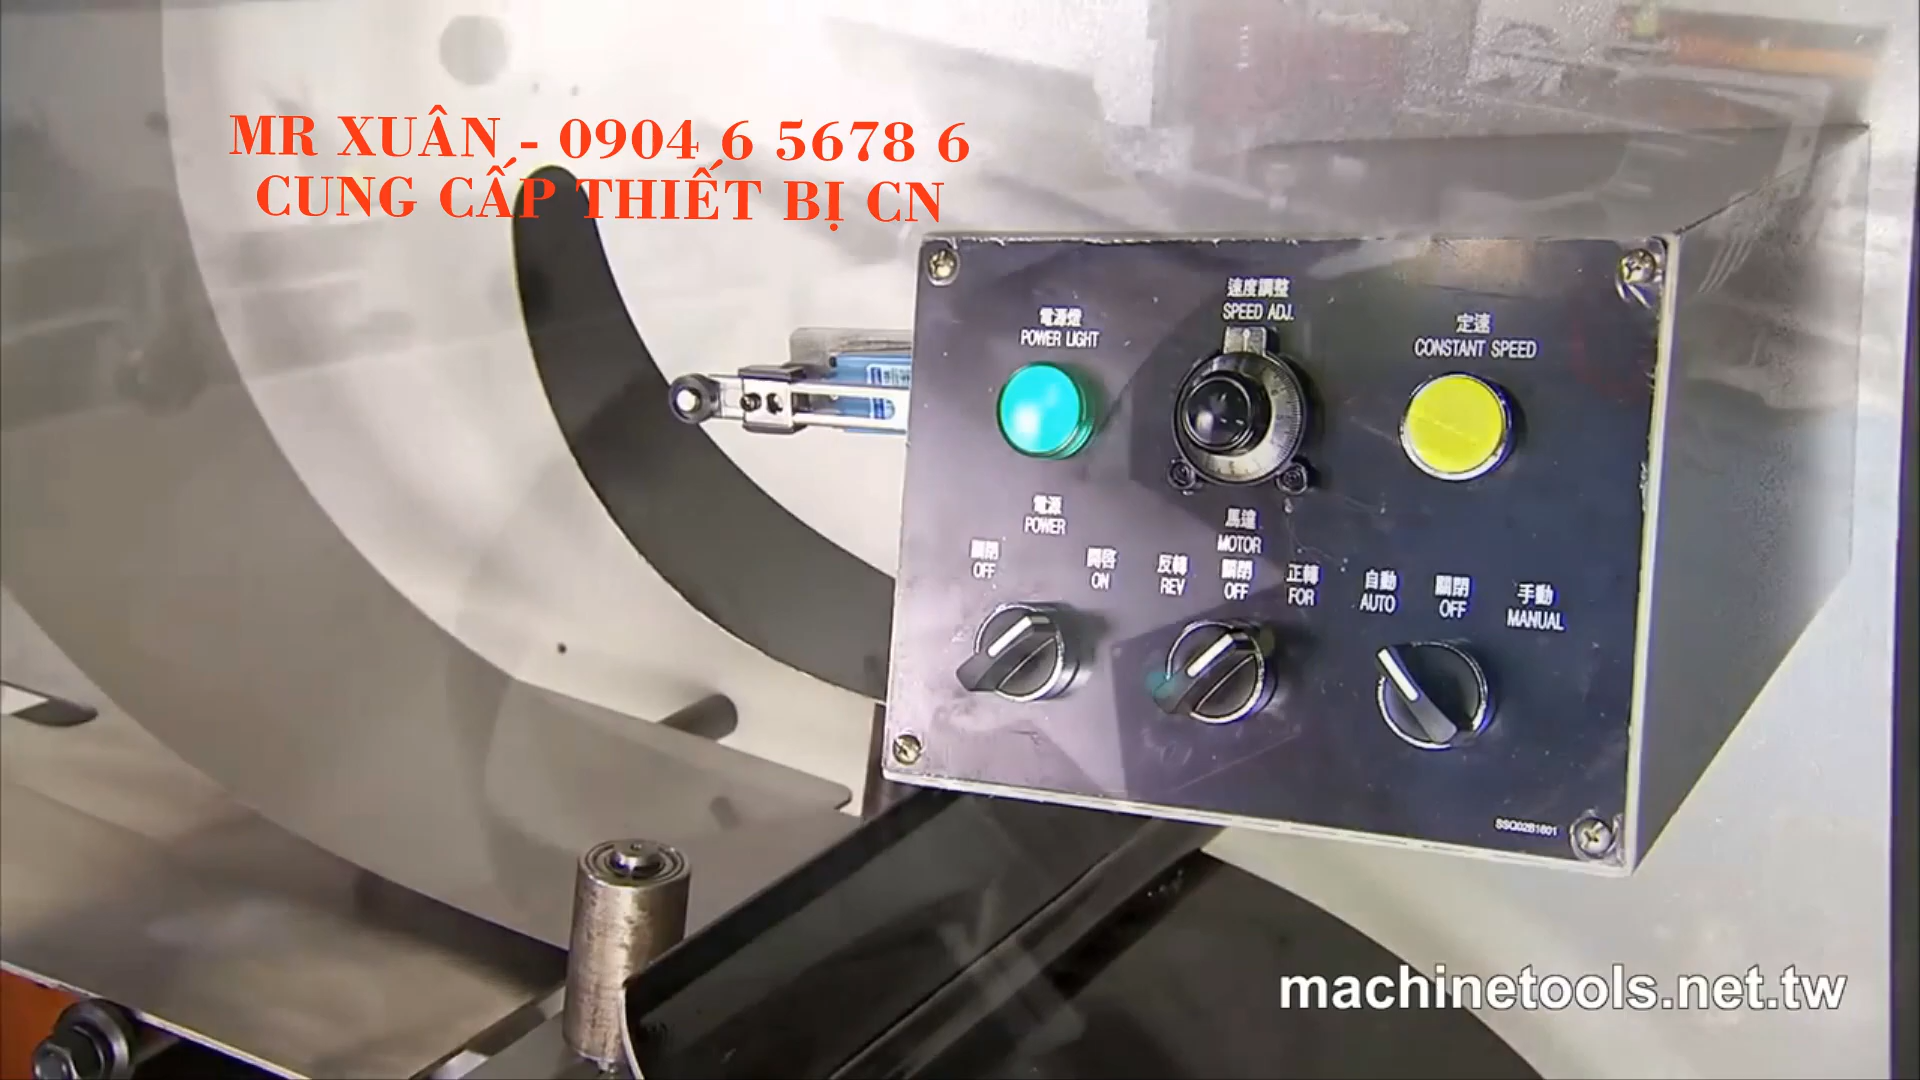 MR XUÂN - 0904 6 5678 6
CUNG CẤP THIẾT BỊ CN
速度調整
SPEED ADJ.
電源燈
POWER LIGHT
定速
CONSTANT SPEED
電源
POWER
馬達
MOTOR
關閉
OFF
開啓
ON
反轉
REV
關閉
OFF
正轉
FOR
自動
AUTO
關閉
OFF
手動
MANUAL
machinetools.net.tw